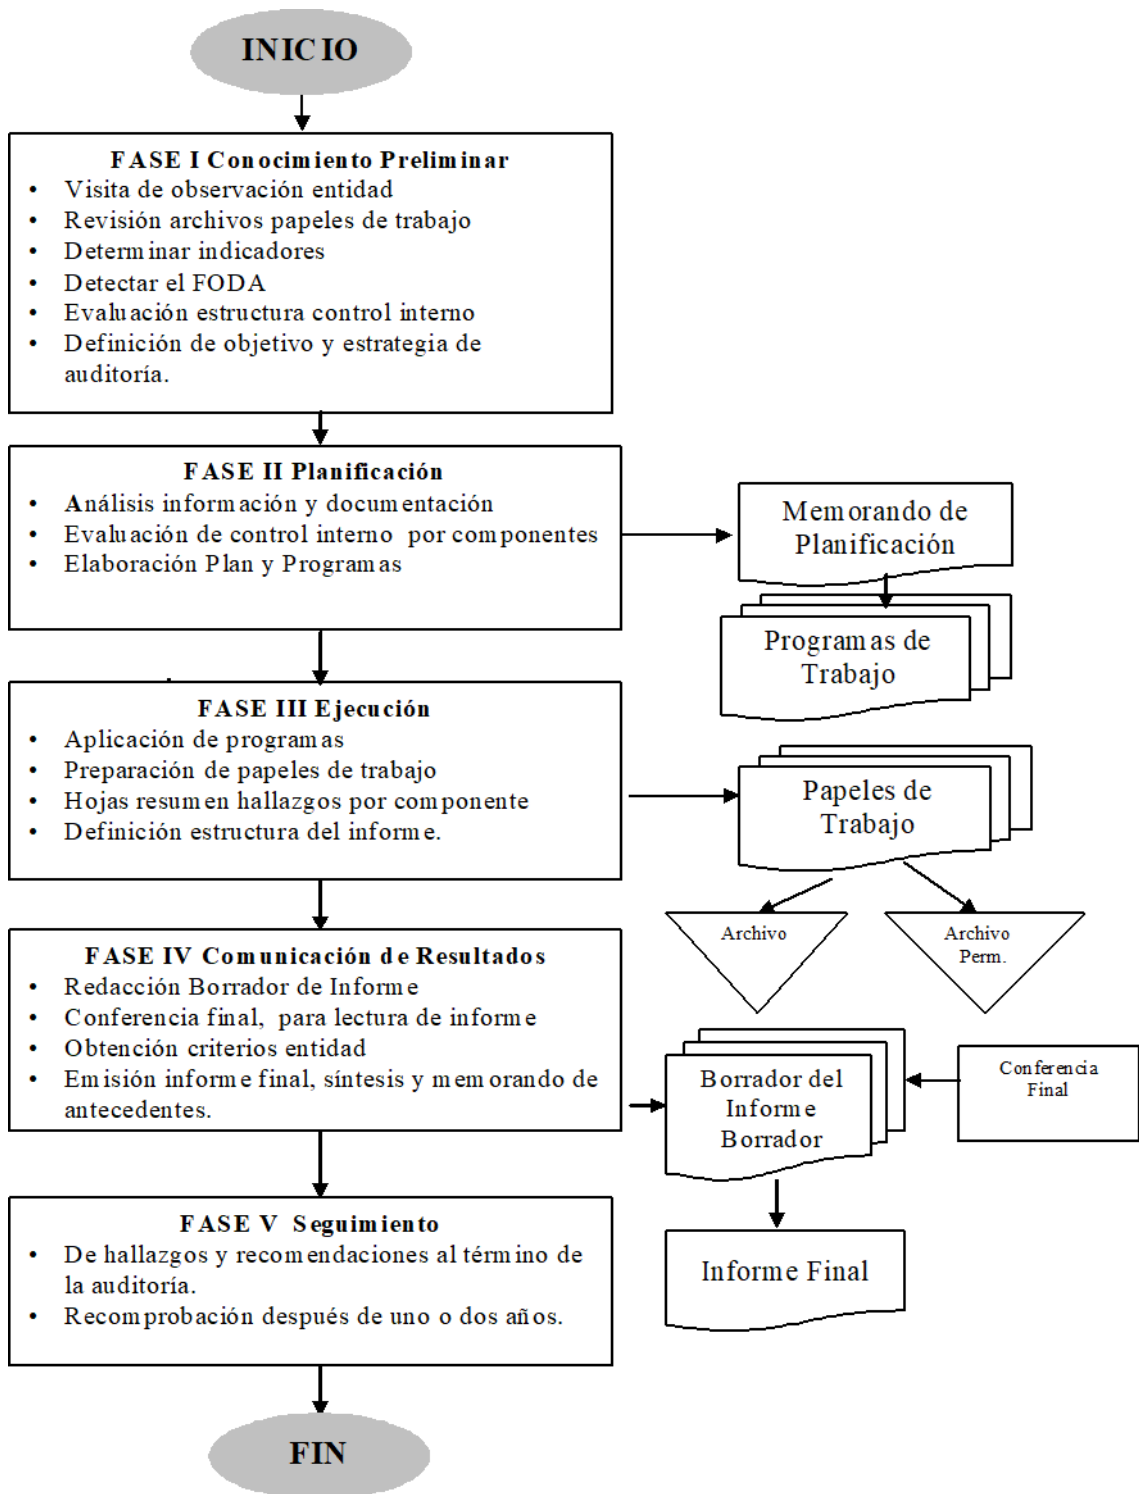 INICIO
FASE I Conocimiento Preliminar
• Visita de observación entidad
• Revisión archivos papeles de trabajo
• Determinar indicadores
• Detectar el FODA
• Evaluación estructura control interno
• Definición de objetivo y estrategia de
auditoría.
FASE II Planificación
• Análisis información y documentación
• Evaluación de control interno por componentes
• Elaboración Plan y Programas
Memorando de
Planificación
Programas de
Trabajo
FASE III Ejecución
• Aplicación de programas
• Preparación de papeles de trabajo
• Hojas resumen hallazgos por componente
• Definición estructura del informe.
Papeles de
Trabajo
Archivo
Archivo
Perm.
FASE IV Comunicación de Resultados
• Redacción Borrador de Informe
• Conferencia final, para lectura de informe
• Obtención criterios entidad
• Emisión informe final, síntesis y memorando de
antecedentes.
Borrador del
Informe
Borrador
Conferencia
Final
FASE V Seguimiento
• De hallazgos y recomendaciones al término de
la auditoría.
• Recomprobación después de uno o dos años.
Informe Final
FIN